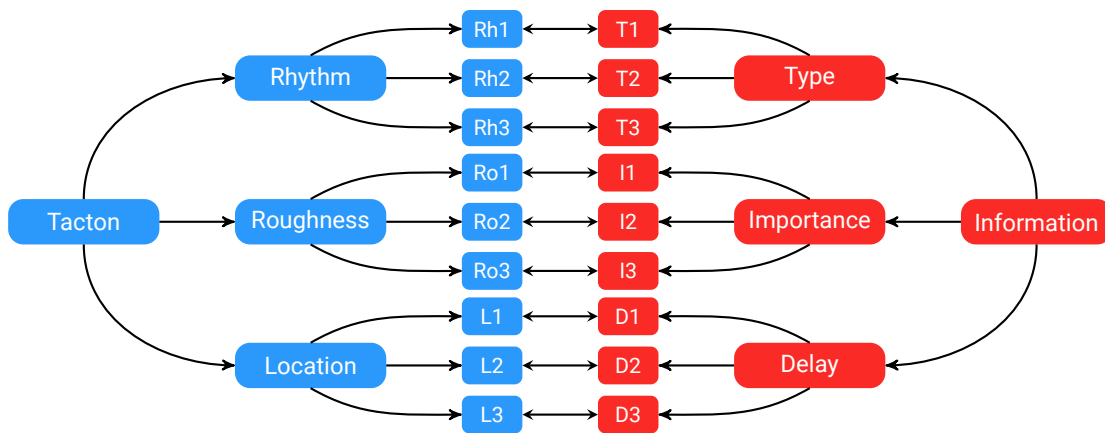 Rh1
T1
Rhythm
Rh2
T2
Type
Rh3
T3
Ro1
I1
Tacton
Roughness
Ro2
I2
Importance
Information
Ro3
I3
L1
D1
Location
L2
D2
Delay
L3
D3